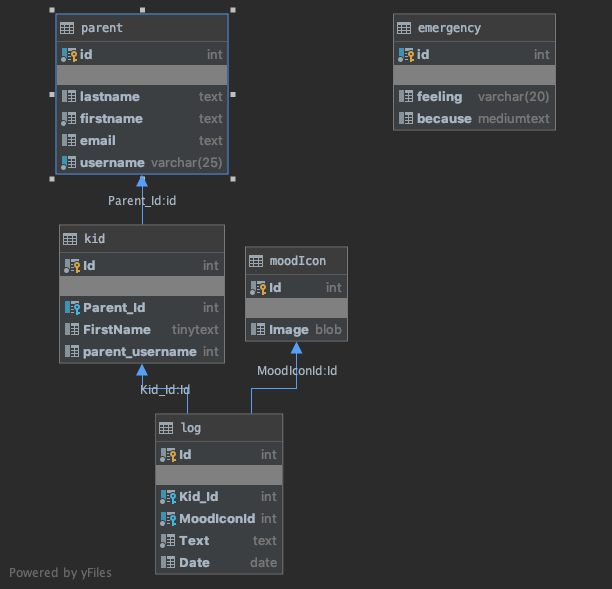 parent
id int
lastname text
firstname text
email text
username varchar(25)
emergency
id int
feeling varchar(20)
because mediumtext
Parent_Id:id
kid
Id int
Parent_Id int
FirstName tinytext
parent_username int
moodIcon
Id int
Image blob
Kid_Id:Id
MoodIconId:Id
log
Id int
Kid_Id int
MoodIconId int
Text text
Date date
Powered by yFiles